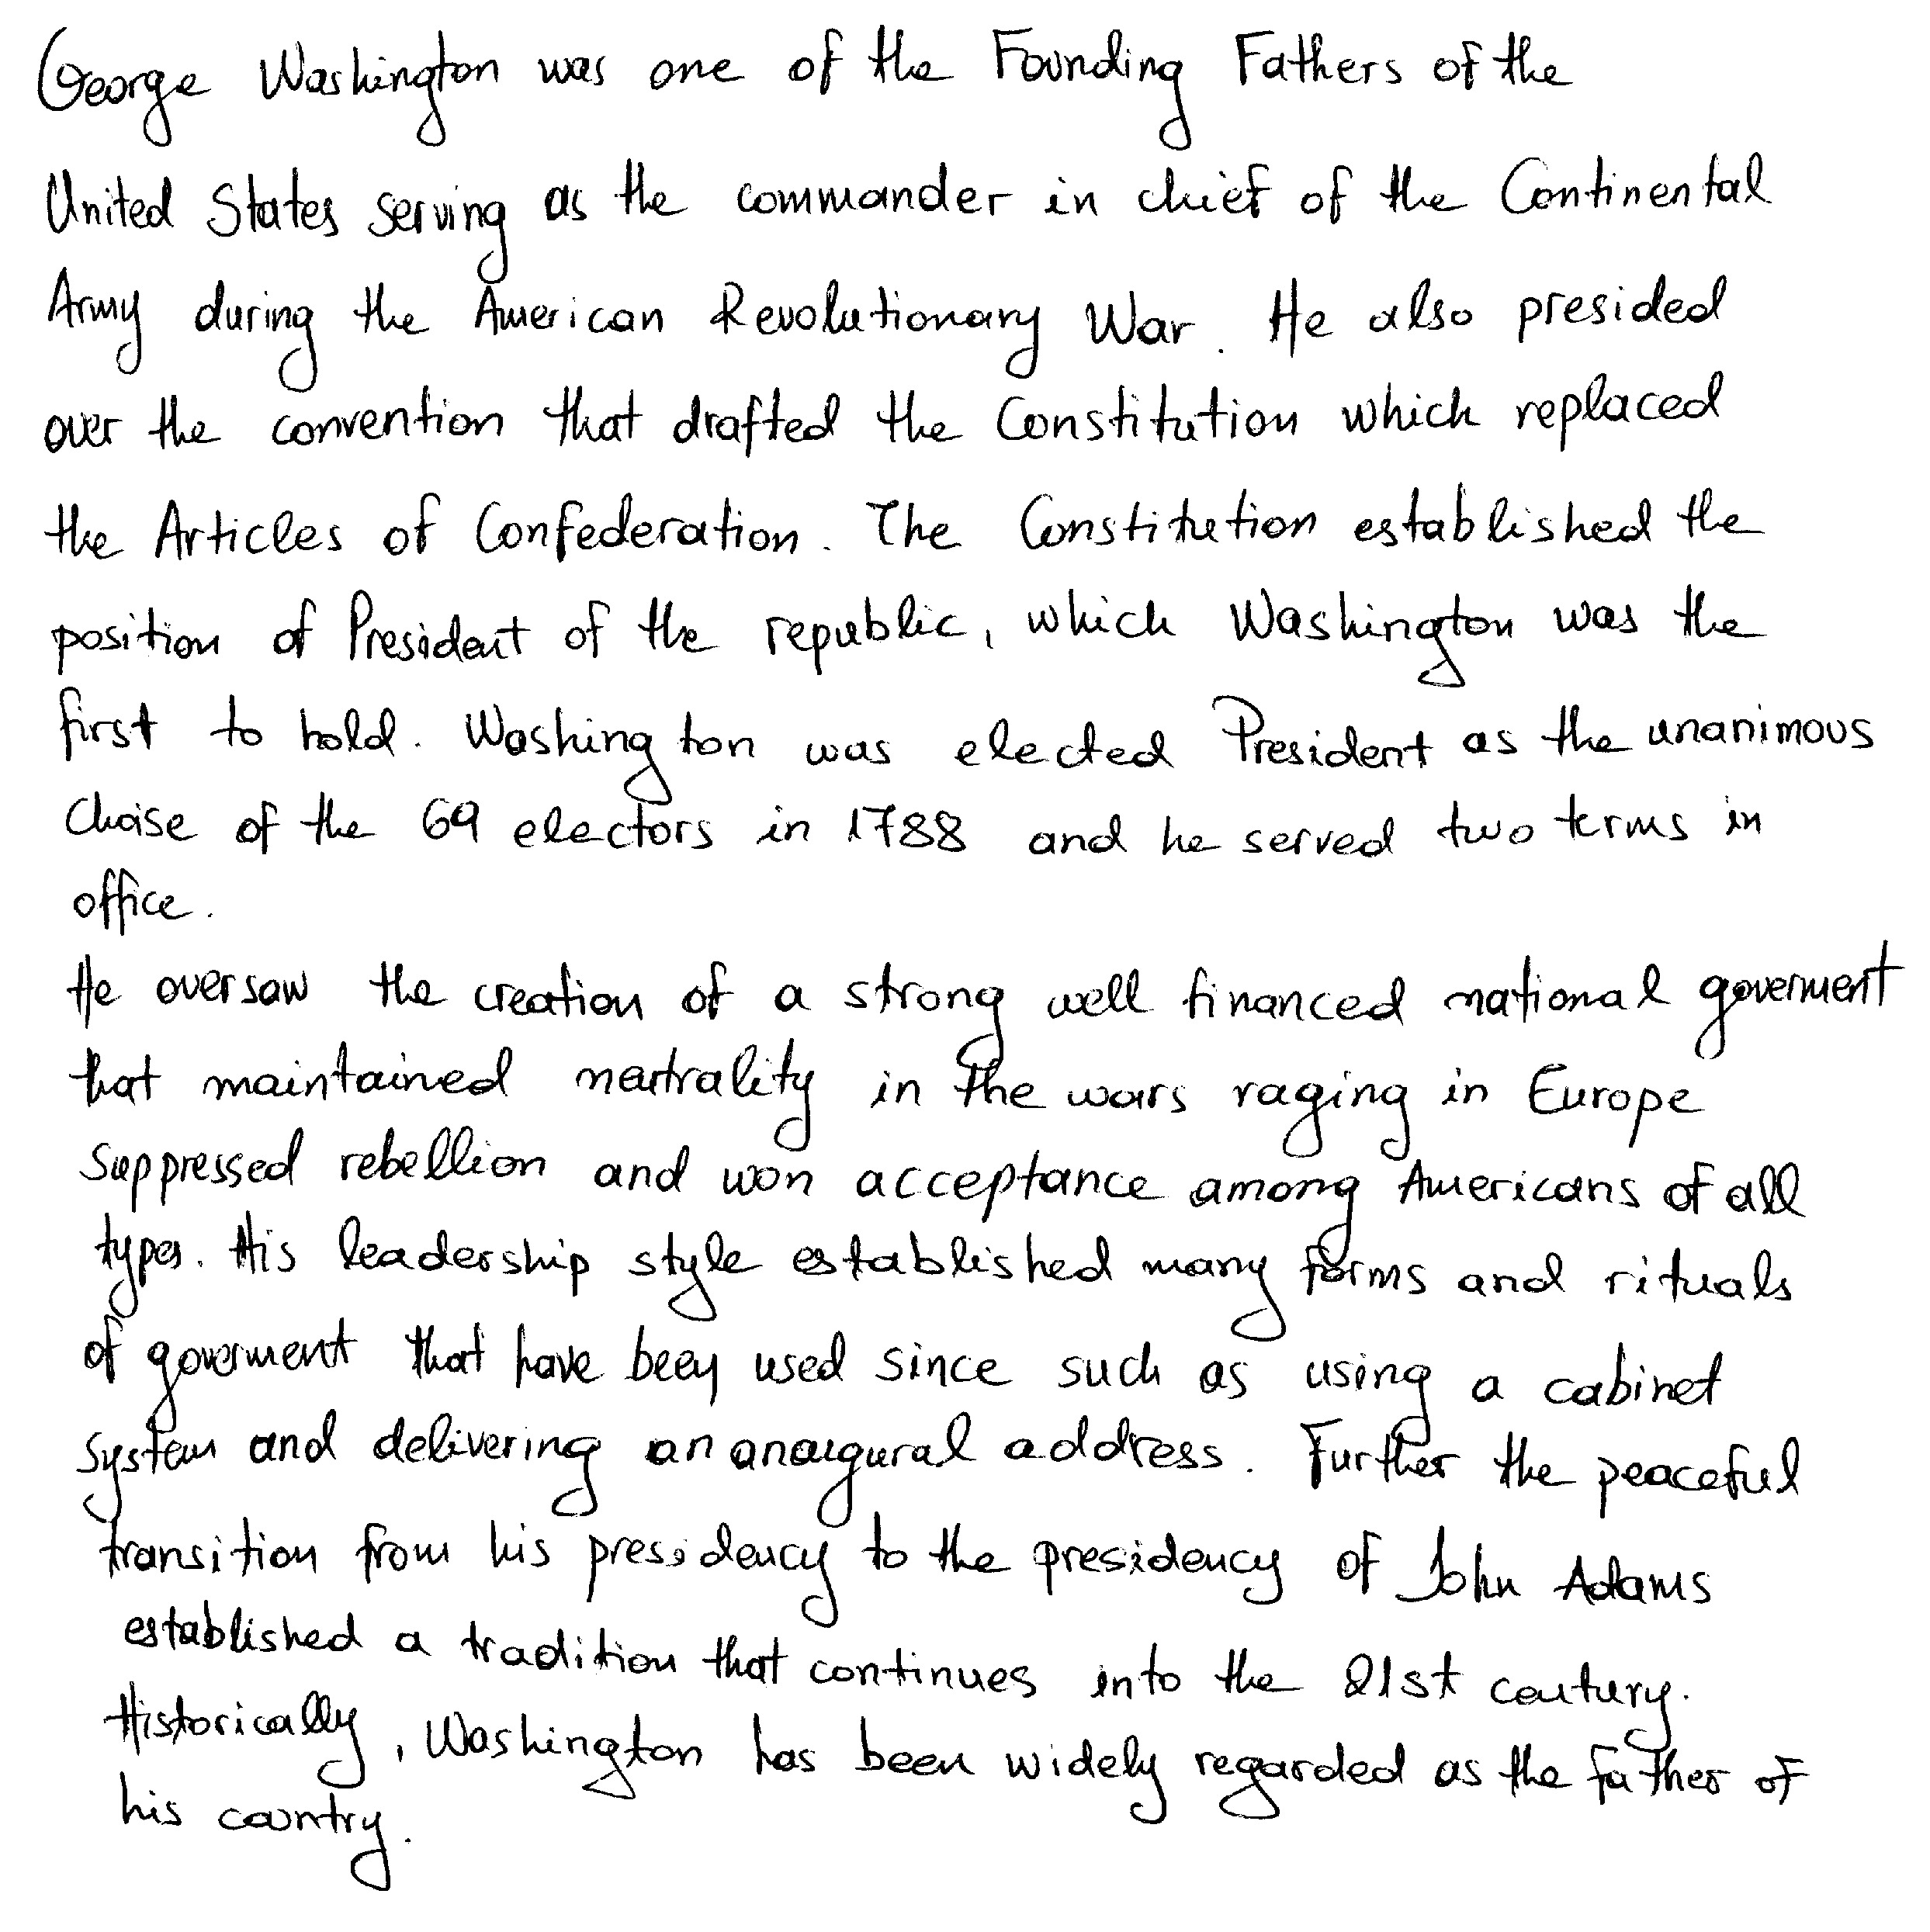 George Washington was one of the Founding Fathers of the
United States serving as the commander in chief of the Continental
Army during the American Revolutionary War. He also presided
over the convention that drafted the Constitution which replaced
the Articles of Confederation. The Constitution established the
position of President of the republic, which Washington was the
first to hold. Washington was elected President as the unanimous
choise of the 69 electors in 1788 and he served two terms in
office.
He oversaw the creation of a strong well financed national goverment
that maintained neutrality in the wars raging in Europe
suppressed rebellion and won acceptance among Americans of all
types. His leadership style established many forms and rituals
of goverment that have been used since such as using a cabinet
system and delivering an anaugural address. Further the peaceful
transition from his presidency to the presidency of John Adams
established a tradition that continues into the 21st century.
Historically, Washington has been widely regarded as the father of
his country.